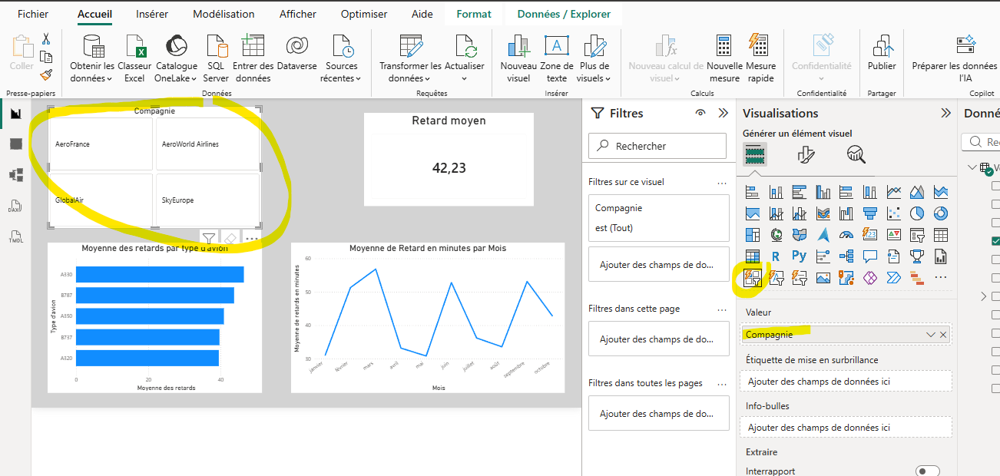 Fichier Accueil Insérer Modélisation Afficher Optimiser Aide Format Données / Explorer
Coller
Obtenir les données
Classeur Excel
Catalogue OneLake
SQL Server
Entrer des données
Dataverse
Sources récentes
Transformer les données
Actualiser
Nouveau visuel
Zone de texte
Plus de visuels
Nouveau calcul de visuel
Nouvelle mesure
Mesure rapide
Confidentialité
Publier
Préparer les données l'IA
Presse-papiers Données Requêtes Insérer Calculs Confidentialité Partager Copilot
DAX
TMDL
Compagnie
AeroFrance AeroWorld Airlines
GlobalAir SkyEurope
Retard moyen
42,23
Moyenne des retards par type d'avion
Type d'avion
A330
B787
A350
B737
A320
0 20 40
Moyenne des retards
Moyenne de Retard en minutes par Mois
Moyenne de retards en minutes
60
50
40
30
janvier février mars avril mai juin juillet août septembre octobre
Mois
Filtres
Rechercher
Filtres sur ce visuel ...
Compagnie
est (Tout)
Ajouter des champs de do...
Filtres dans cette page ...
Ajouter des champs de do...
Filtres dans toutes les pages ...
Ajouter des champs de do...
Visualisations
Générer un élément visuel
123
R Py
...
Valeur
Compagnie
Étiquette de mise en surbrillance
Ajouter des champs de données ici
Info-bulles
Ajouter des champs de données ici
Extraire
Interrapport
Donné
Re